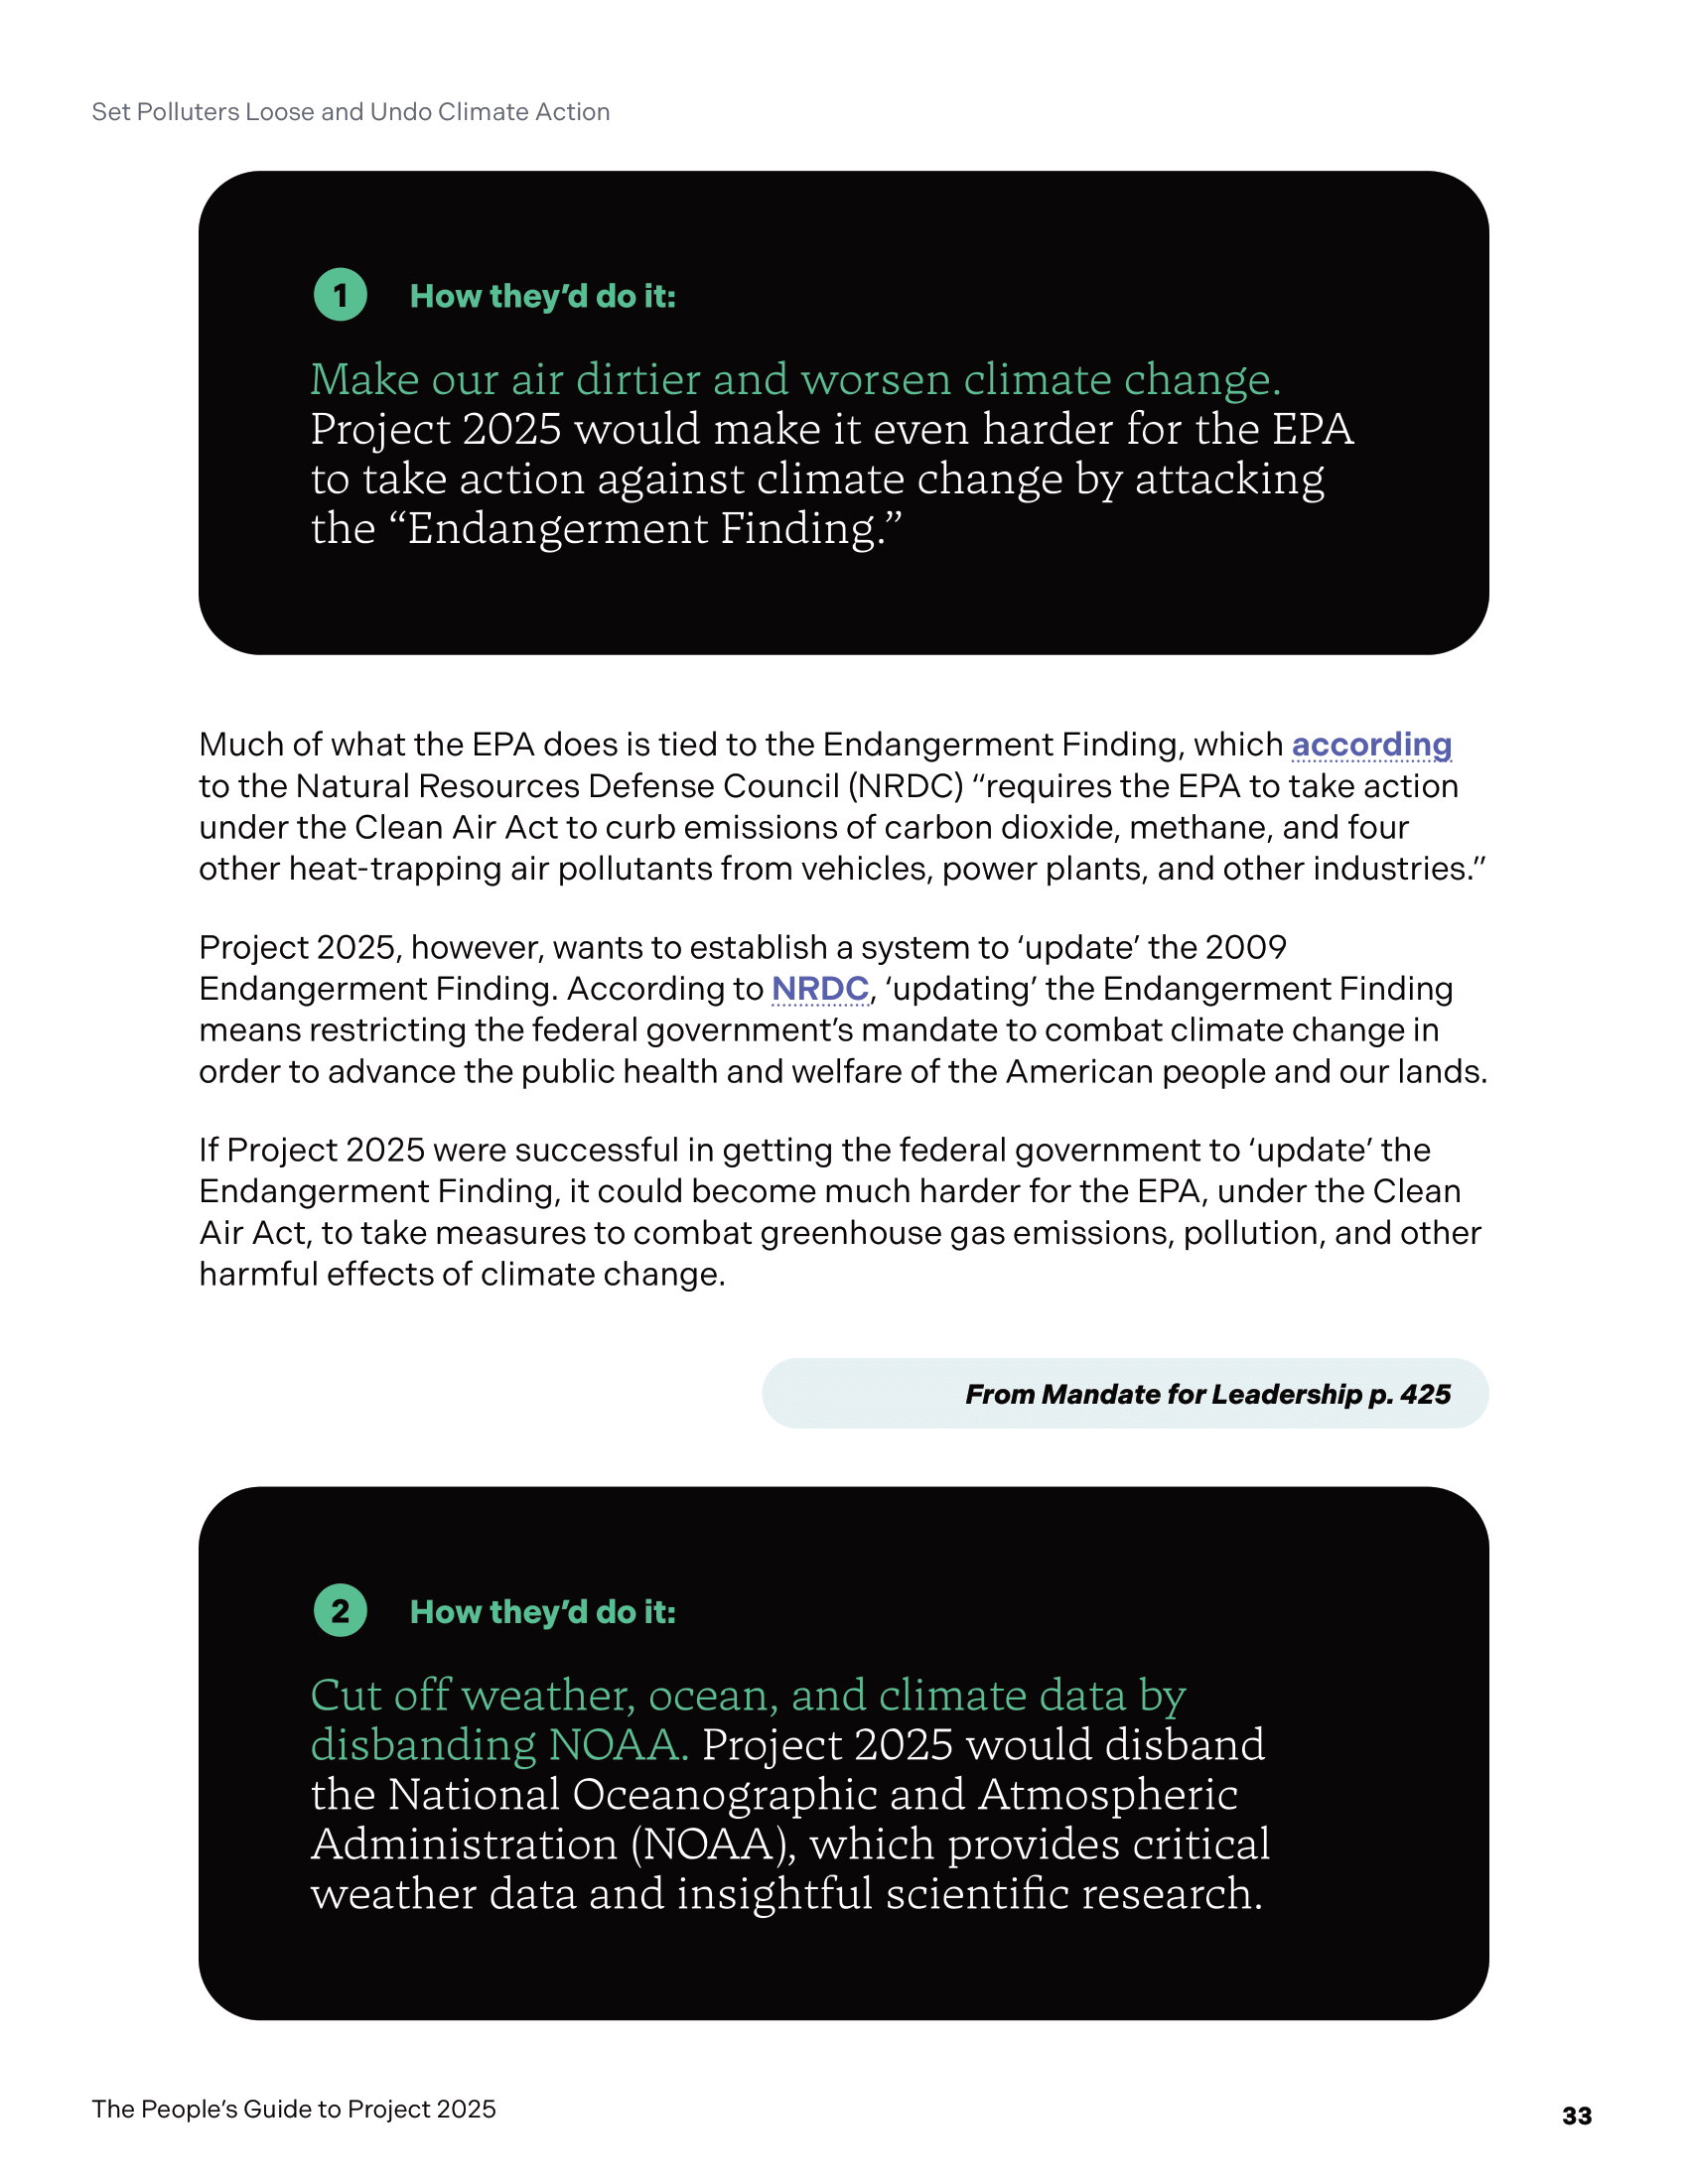 Set Polluters Loose and Undo Climate Action
1 How they’d do it:
Make our air dirtier and worsen climate change.
Project 2025 would make it even harder for the EPA
to take action against climate change by attacking
the “Endangerment Finding.”
Much of what the EPA does is tied to the Endangerment Finding, which according
to the Natural Resources Defense Council (NRDC) “requires the EPA to take action
under the Clean Air Act to curb emissions of carbon dioxide, methane, and four
other heat-trapping air pollutants from vehicles, power plants, and other industries.”
Project 2025, however, wants to establish a system to ‘update’ the 2009
Endangerment Finding. According to NRDC, ‘updating’ the Endangerment Finding
means restricting the federal government’s mandate to combat climate change in
order to advance the public health and welfare of the American people and our lands.
If Project 2025 were successful in getting the federal government to ‘update’ the
Endangerment Finding, it could become much harder for the EPA, under the Clean
Air Act, to take measures to combat greenhouse gas emissions, pollution, and other
harmful effects of climate change.
From Mandate for Leadership p. 425
2 How they’d do it:
Cut off weather, ocean, and climate data by
disbanding NOAA. Project 2025 would disband
the National Oceanographic and Atmospheric
Administration (NOAA), which provides critical
weather data and insightful scientific research.
The People’s Guide to Project 2025
33